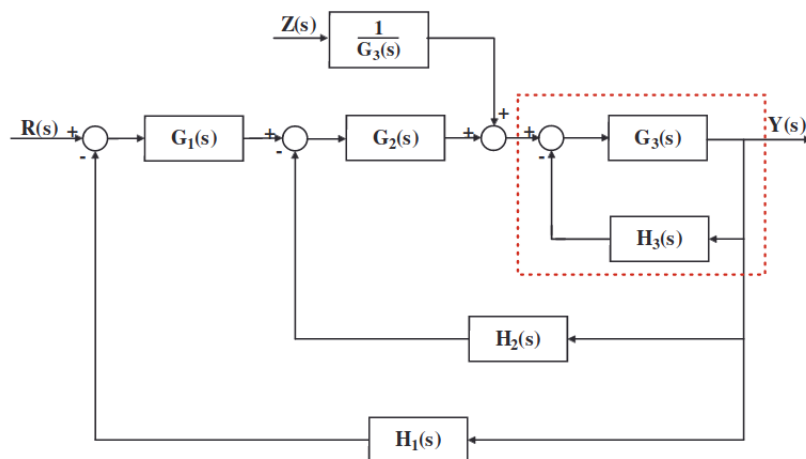 Z(s)
1
G3(s)
R(s)
+
-
G1(s)
+
-
G2(s)
+
+
+
-
G3(s)
Y(s)
H3(s)
H2(s)
H1(s)